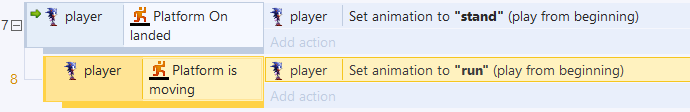 7 player Platform On landed player Set animation to "stand" (play from beginning)
Add action
8 player Platform is moving player Set animation to "run" (play from beginning)
Add action